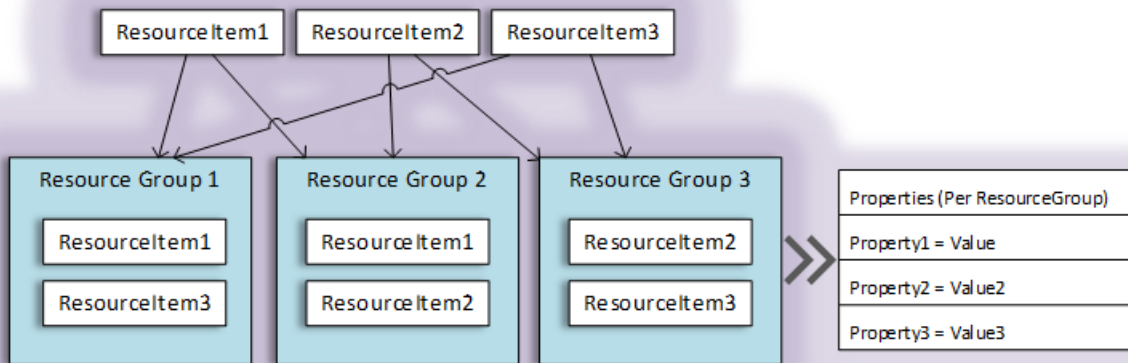 ResourceItem1
ResourceItem2
ResourceItem3
Resource Group 1
ResourceItem1
ResourceItem3
Resource Group 2
ResourceItem1
ResourceItem2
Resource Group 3
ResourceItem2
ResourceItem3
Properties (Per ResourceGroup)
Property1 = Value
Property2 = Value2
Property3 = Value3